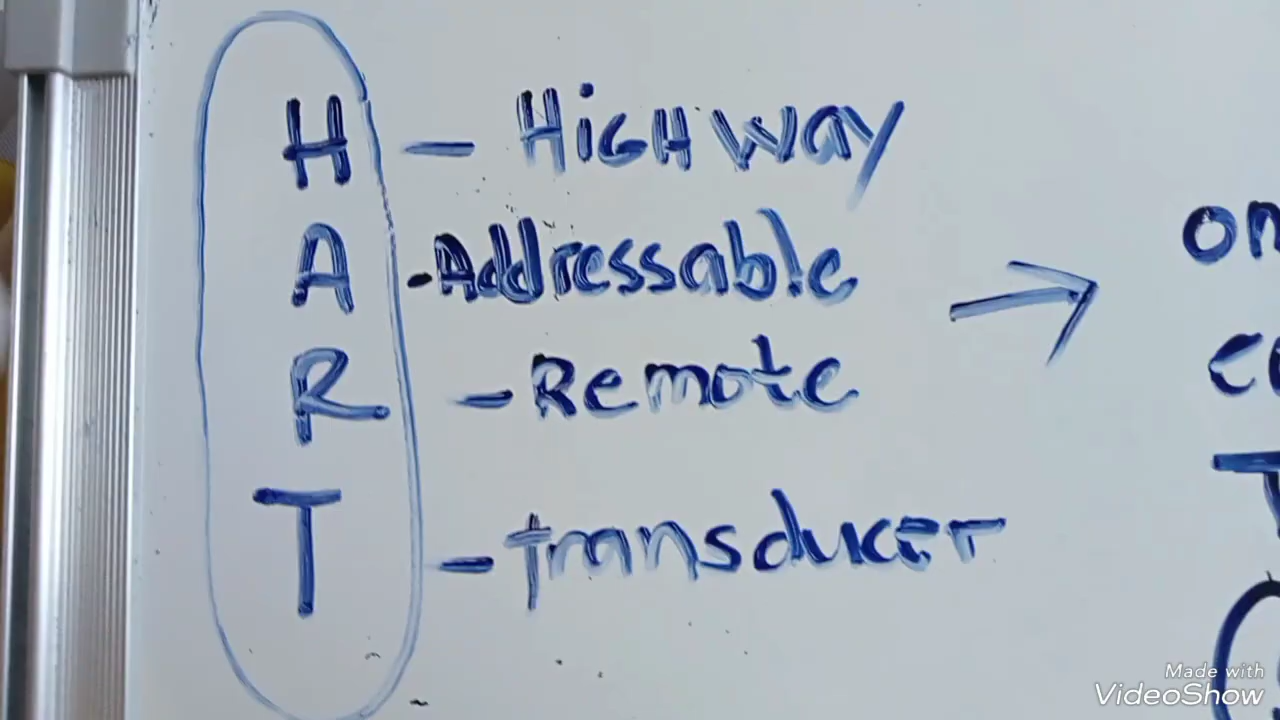 H - HiGHway
A - Addressable
R - Remote
T - transducer
Made with
VideoShow